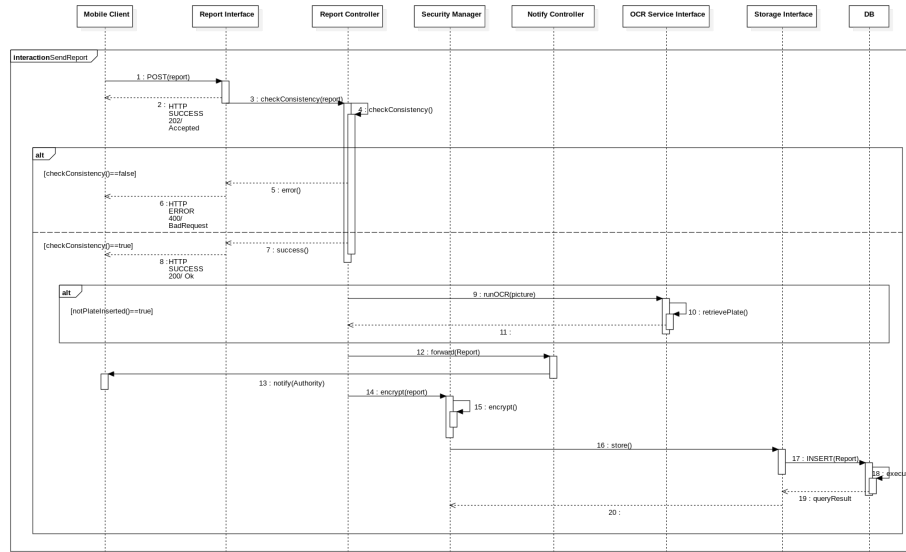 Mobile Client
Report Interface
Report Controller
Security Manager
Notify Controller
OCR Service Interface
Storage Interface
DB
interactionSendReport
1 : POST(report)
2 :
HTTP
SUCCESS
202/
Accepted
3 : checkConsistency(report)
4 : checkConsistency()
alt
[checkConsistency()==false]
5 : error()
6 :
HTTP
ERROR
400/
BadRequest
[checkConsistency()==true]
7 : success()
8 :
HTTP
SUCCESS
200/ Ok
alt
[notPlateInserted()==true]
9 : runOCR(picture)
10 : retrievePlate()
11 :
12 : forward(Report)
13 : notify(Authority)
14 : encrypt(report)
15 : encrypt()
16 : store()
17 : INSERT(Report)
18 : execu
19 : queryResult
20 :